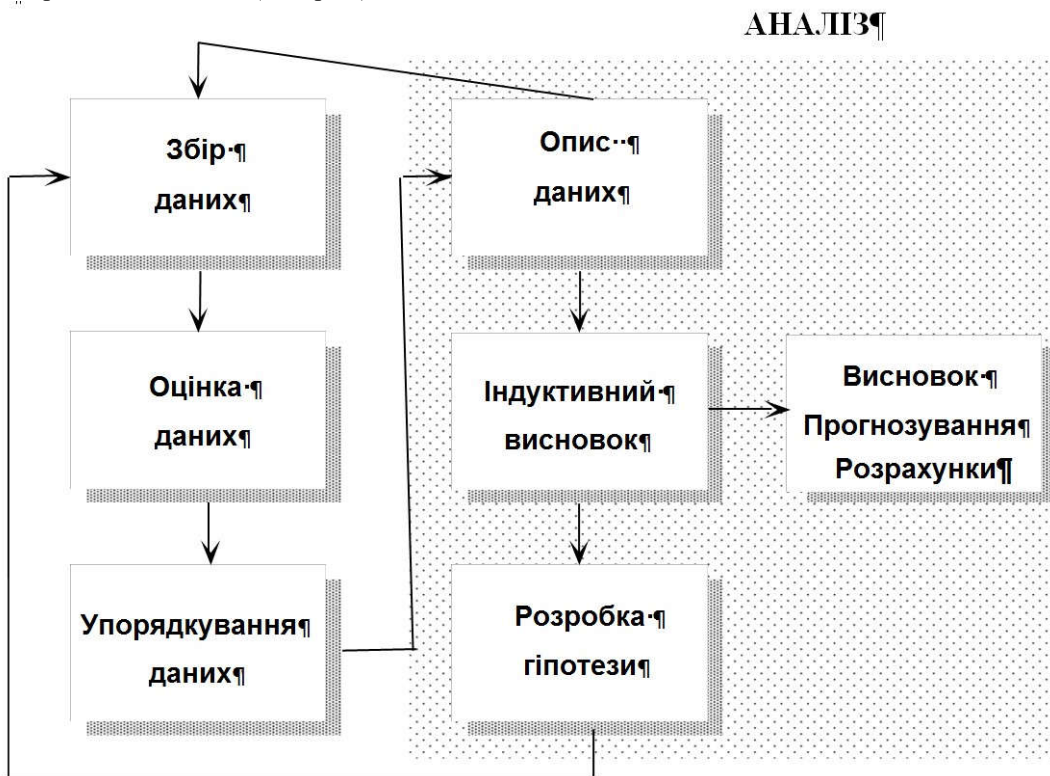 АНАЛІЗ¶
Збір·¶
даних¶
Оцінка·¶
даних¶
Упорядкування¶
даних¶
Опис··¶
даних¶
Індуктивний·¶
висновок¶
Розробка·¶
гіпотези¶
Висновок·¶
Прогнозування¶
Розрахунки¶